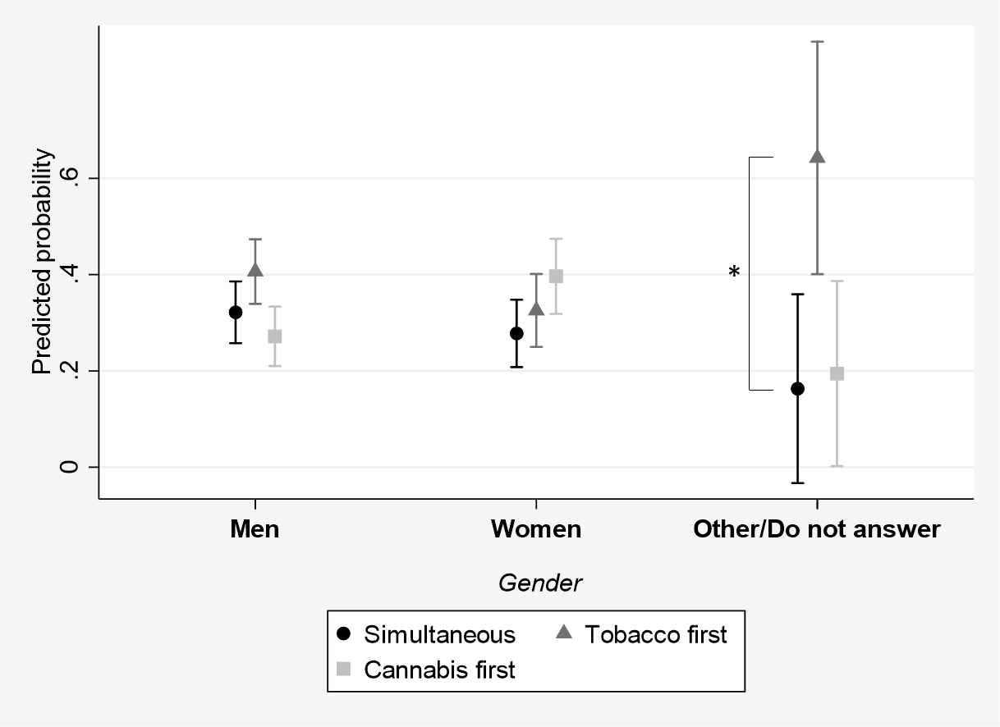 Predicted probability
.6
.4
.2
0
*
Men Women Other/Do not answer
Gender
Simultaneous Tobacco first
Cannabis first